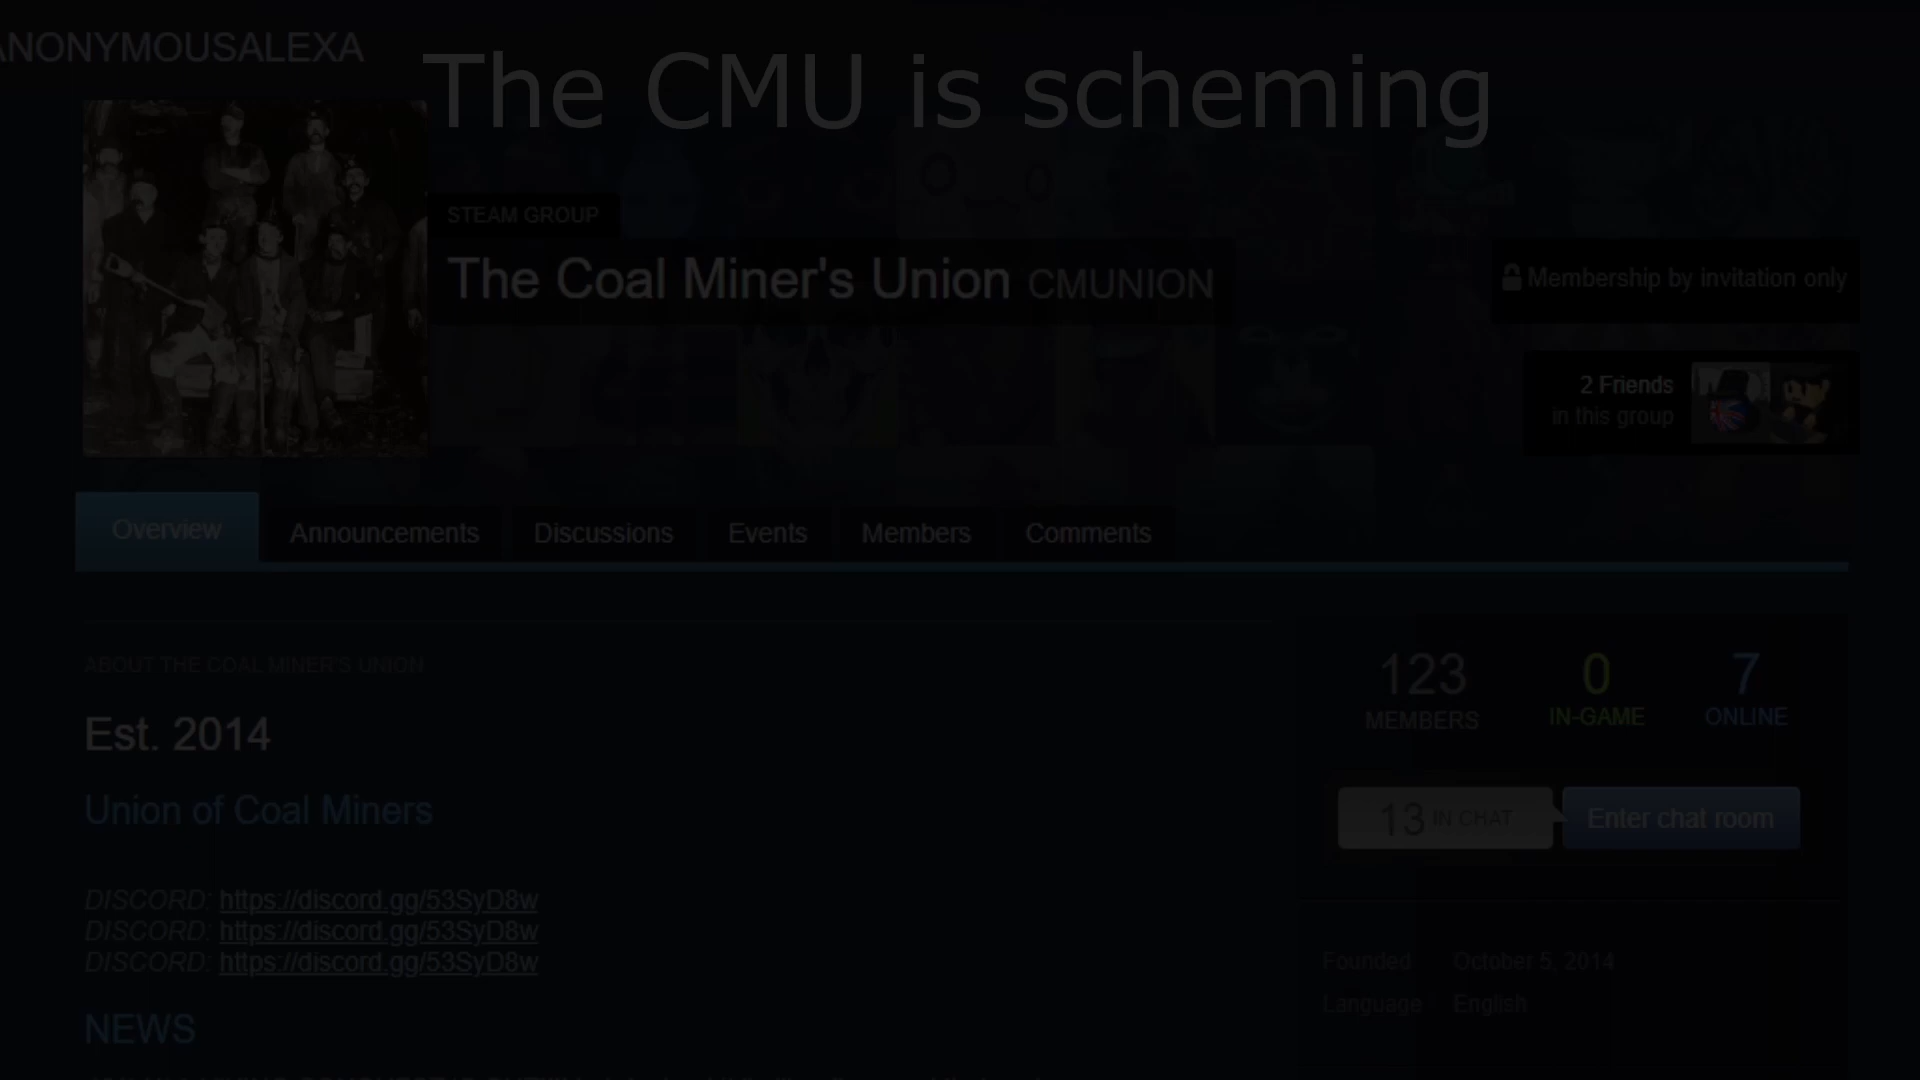 ANONYMOUSALEXA
The CMU is scheming
STEAM GROUP
The Coal Miner's Union CMUNION
Membership by invitation only
2 Friends
in this group
Overview
Announcements
Discussions
Events
Members
Comments
ABOUT THE COAL MINER'S UNION
Est. 2014
Union of Coal Miners
DISCORD: https://discord.gg/53SyD8w
DISCORD: https://discord.gg/53SyD8w
DISCORD: https://discord.gg/53SyD8w
NEWS
123
MEMBERS
0
IN-GAME
7
ONLINE
13 IN CHAT
Enter chat room
Founded October 5, 2014
Language English